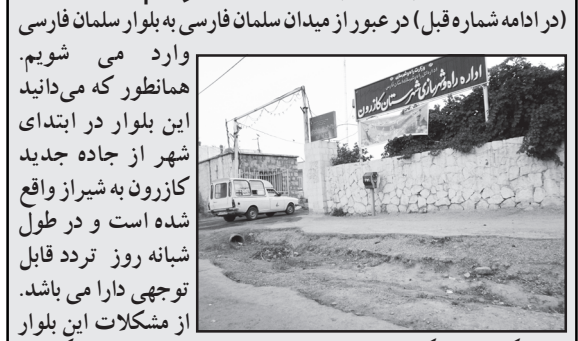 (در ادامه شماره قبل) در عبور از میدان سلمان فارسی به بلوار سلمان فارسی
وارد می شویم.
همانطور که می‌دانید
این بلوار در ابتدای
شهر از جاده جدید
کازرون به شیراز واقع
شده است و در طول
شبانه روز تردد قابل
توجهی دارا می باشد.
از مشکلات این بلوار
اداره راه و شهرسازی شهرستان کازرون